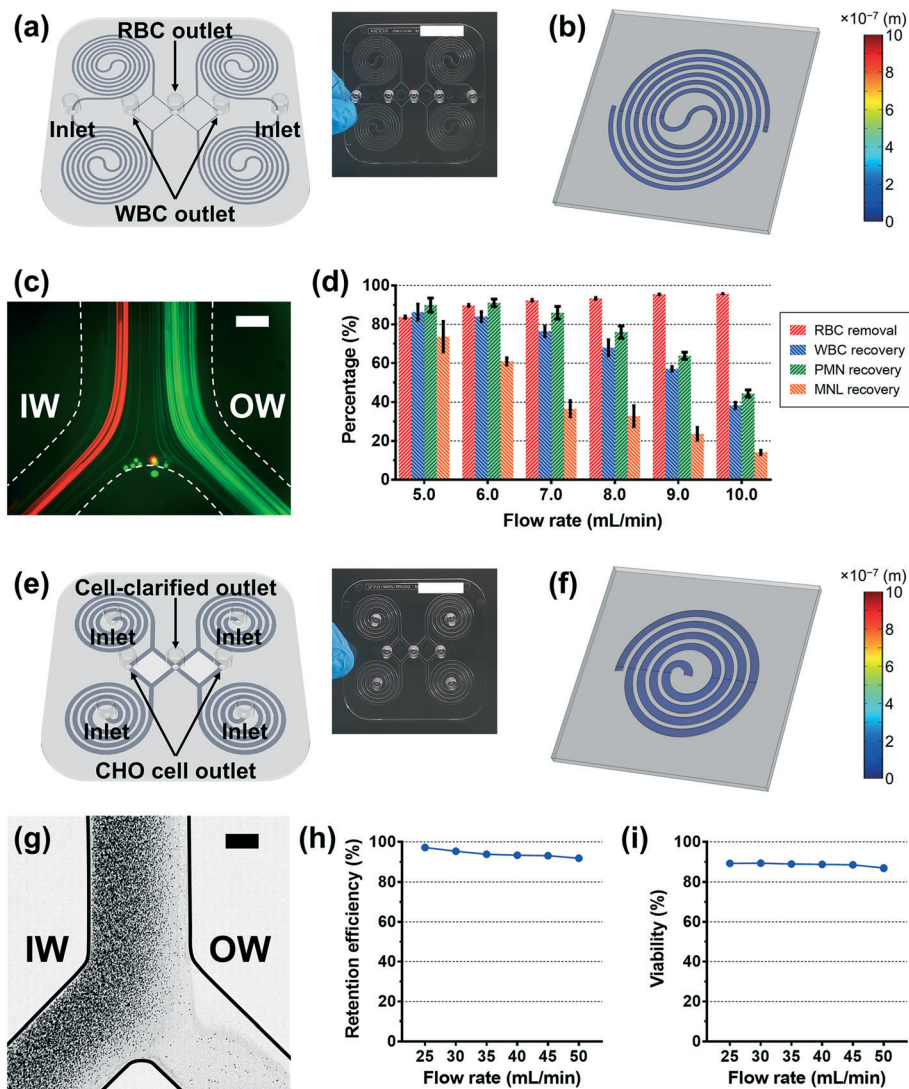 (a)
RBC outlet
Inlet
Inlet
WBC outlet
(b)
×10⁻⁷ (m)
10
8
6
4
2
0
(c)
IW
OW
(d)
Percentage (%)
100
80
60
40
20
0
5.0 6.0 7.0 8.0 9.0 10.0
Flow rate (mL/min)
RBC removal
WBC recovery
PMN recovery
MNL recovery
(e)
Cell-clarified outlet
Inlet
Inlet
Inlet
Inlet
CHO cell outlet
(f)
×10⁻⁷ (m)
10
8
6
4
2
0
(g)
IW
OW
(h)
Retention efficiency (%)
100
80
60
40
20
0
25 30 35 40 45 50
Flow rate (mL/min)
(i)
Viability (%)
100
80
60
40
20
0
25 30 35 40 45 50
Flow rate (mL/min)